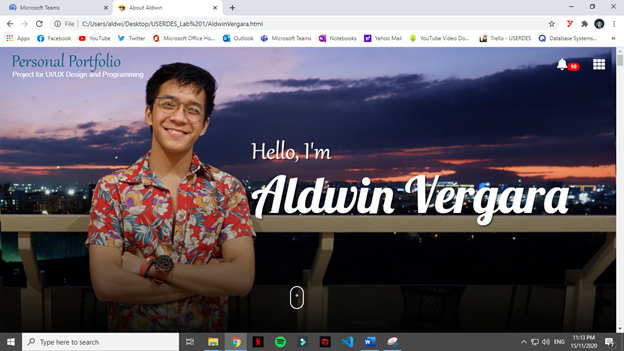 Microsoft Teams
About Aldwin
File
C:/Users/aldwi/Desktop/USERDES_Lab%201/AldwinVergara.html
Apps
Facebook
YouTube
Twitter
Microsoft Office Ho...
Outlook
Microsoft Teams
Notebooks
Yahoo Mail
YouTube Video Do...
Trello - USERDES
Database Systems...
Personal Portfolio
Project for UI/UX Design and Programming
10
Hello, I'm
Aldwin Vergara
Type here to search
ENG
11:13 PM
15/11/2020